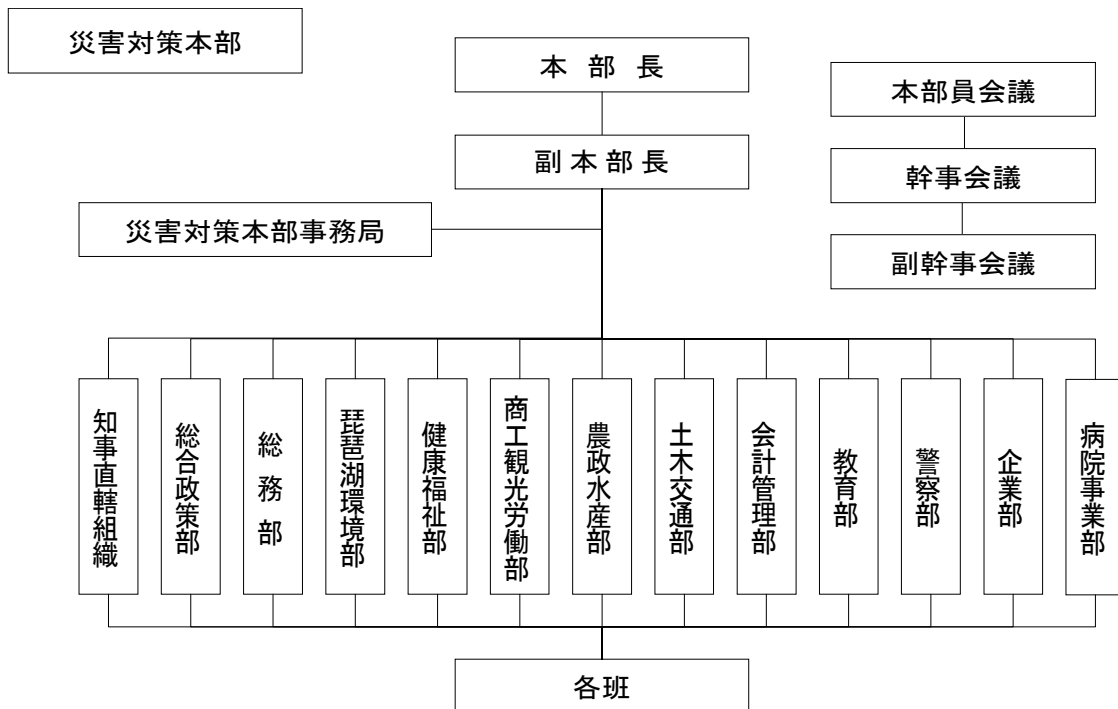 災害対策本部
本部長
本部員会議
副本部長
幹事会議
災害対策本部事務局
副幹事会議
知事直轄組織
総合政策部
総務部
琵琶湖環境部
健康福祉部
商工観光労働部
農政水産部
土木交通部
会計管理部
教育部
警察部
企業部
病院事業部
各班